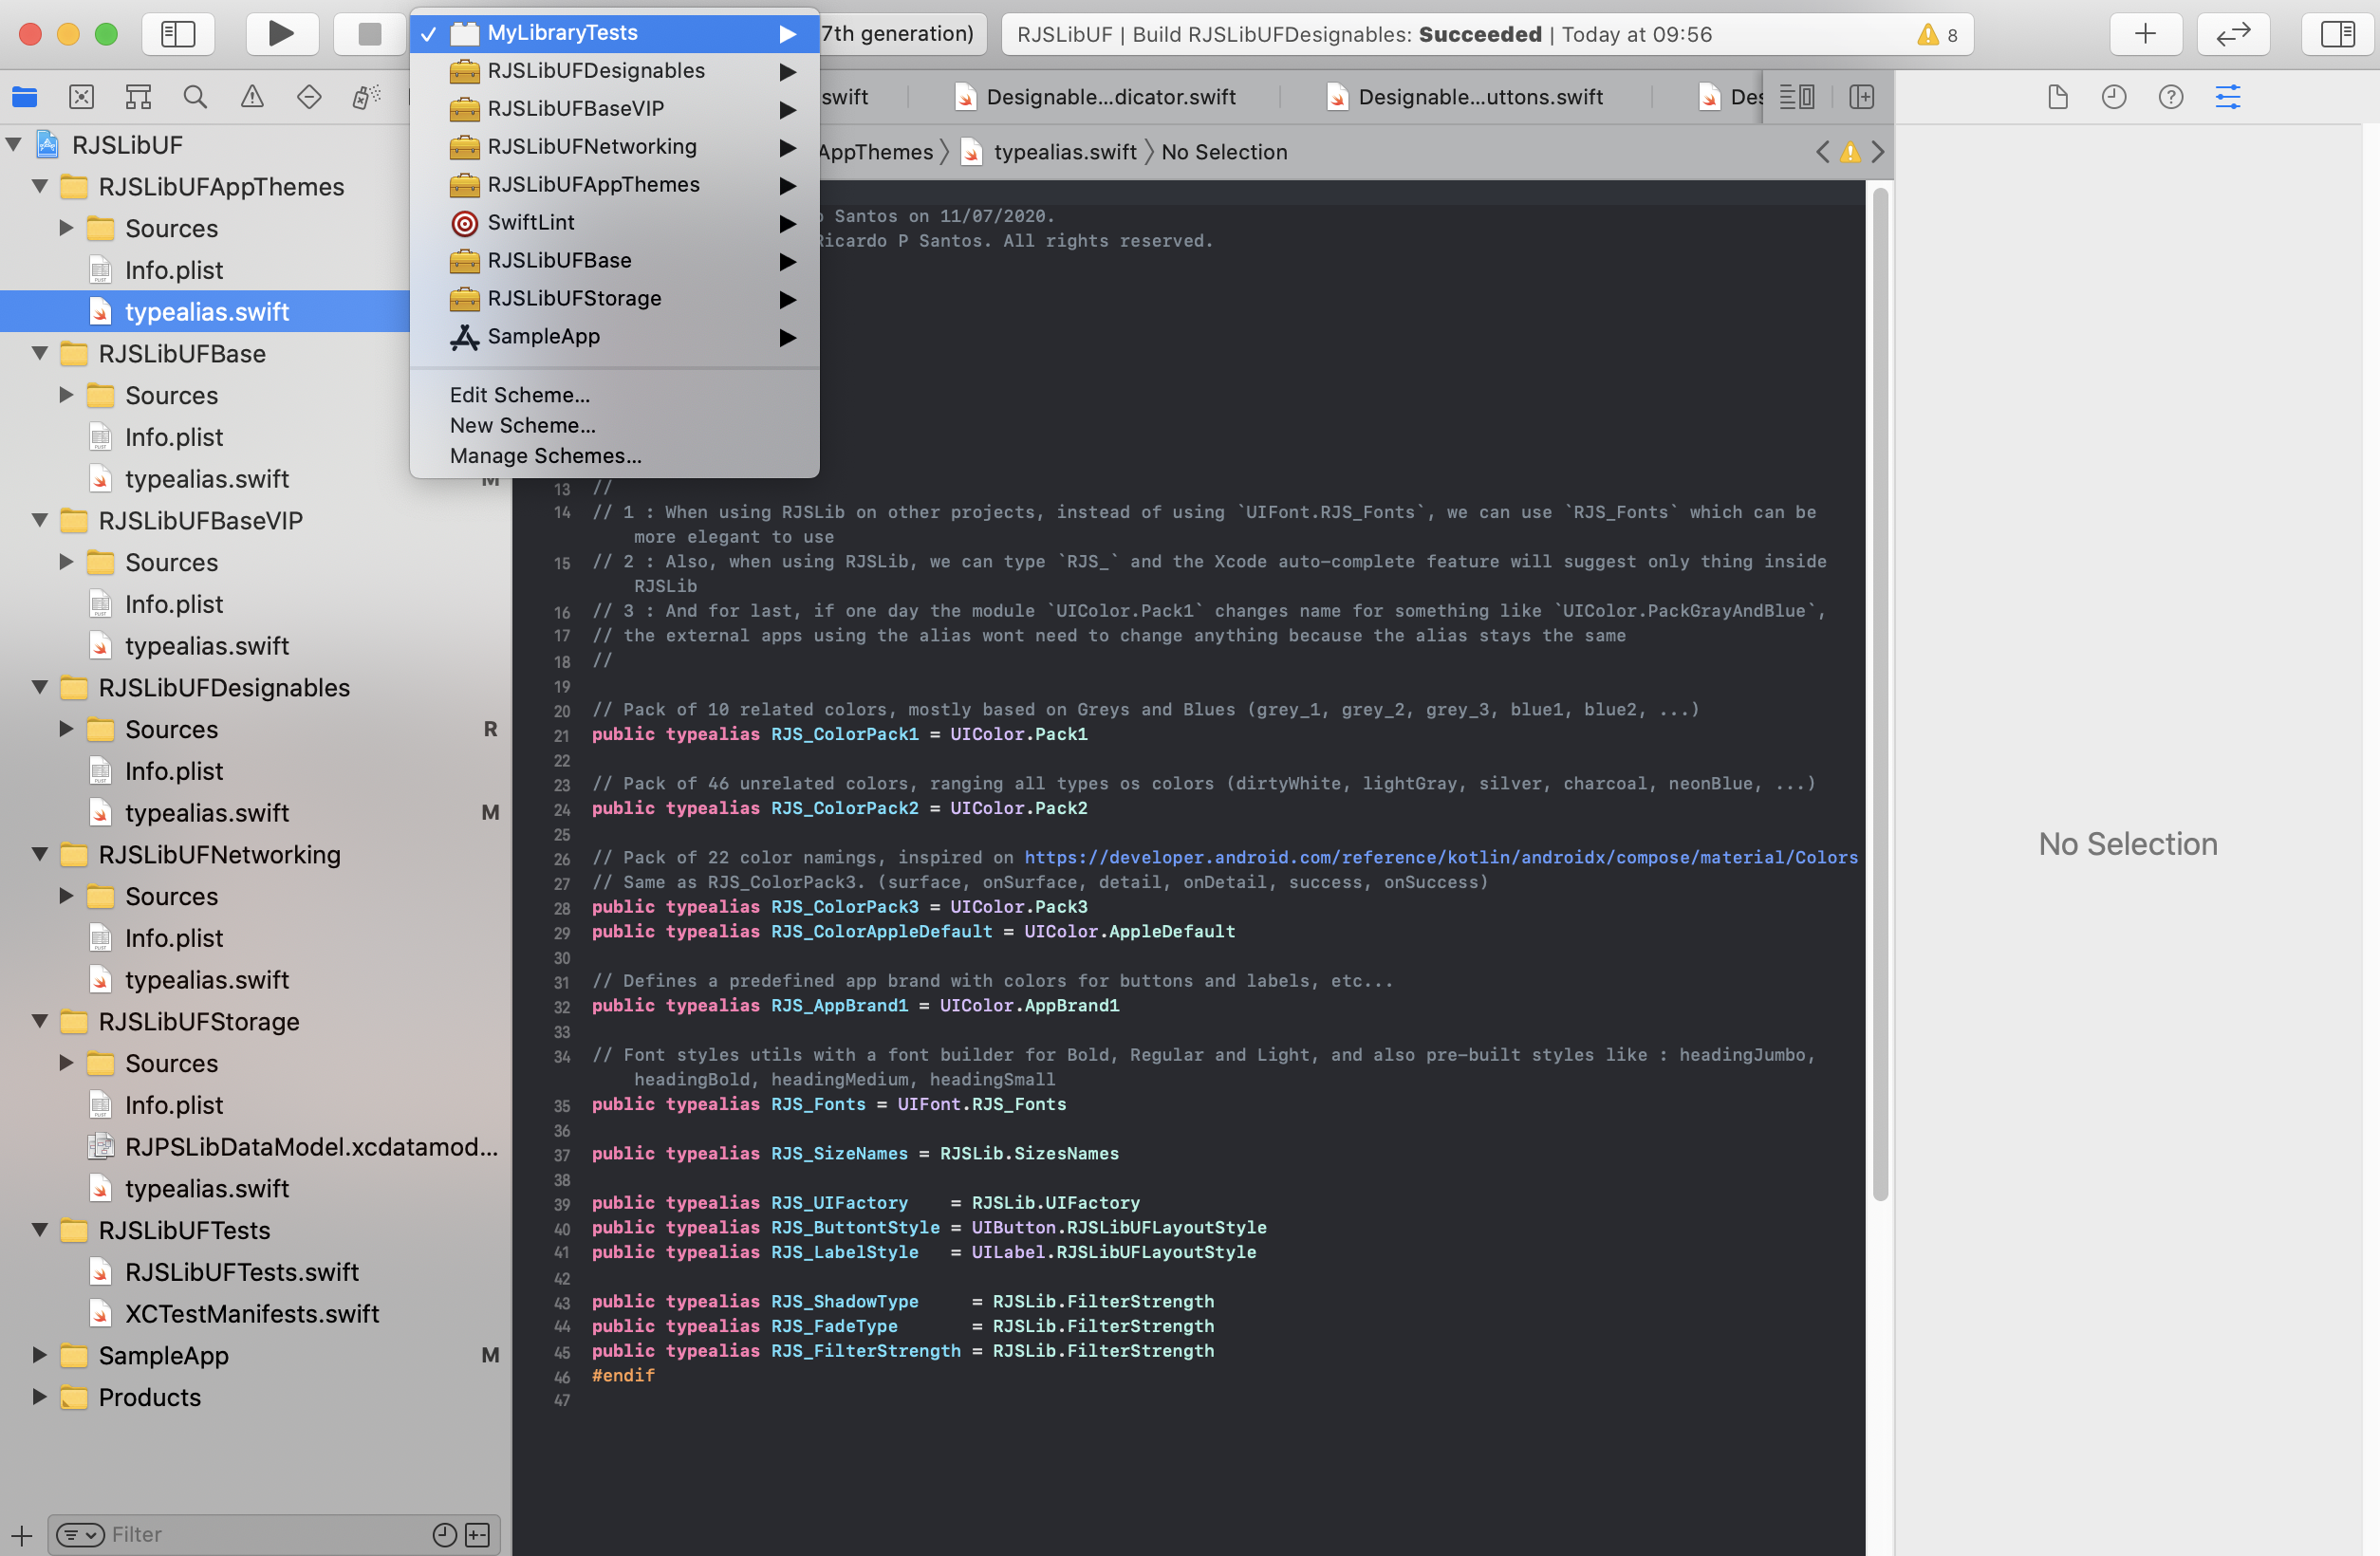 MyLibraryTests
7th generation)
RJSLibUF | Build RJSLibUFDesignables: Succeeded | Today at 09:56
8
RJSLibUFDesignables
RJSLibUFBaseVIP
RJSLibUFNetworking
RJSLibUFAppThemes
SwiftLint
RJSLibUFBase
RJSLibUFStorage
SampleApp
Edit Scheme...
New Scheme...
Manage Schemes...
swift
Designable...dicator.swift
Designable...uttons.swift
Des
AppThemes
typealias.swift
No Selection
RJSLibUF
RJSLibUFAppThemes
Sources
Info.plist
typealias.swift
RJSLibUFBase
Sources
Info.plist
typealias.swift M
RJSLibUFBaseVIP
Sources
Info.plist
typealias.swift
RJSLibUFDesignables
Sources R
Info.plist
typealias.swift M
RJSLibUFNetworking
Sources
Info.plist
typealias.swift
RJSLibUFStorage
Sources
Info.plist
RJPSLibDataModel.xcdatamod...
typealias.swift
RJSLibUFTests
RJSLibUFTests.swift
XCTestManifests.swift
SampleApp M
Products
Filter
Santos on 11/07/2020.
Ricardo P Santos. All rights reserved.
13 //
14 // 1 : When using RJSLib on other projects, instead of using `UIFont.RJS_Fonts`, we can use `RJS_Fonts` which can be
more elegant to use
15 // 2 : Also, when using RJSLib, we can type `RJS_` and the Xcode auto-complete feature will suggest only thing inside
RJSLib
16 // 3 : And for last, if one day the module `UIColor.Pack1` changes name for something like `UIColor.PackGrayAndBlue`,
17 // the external apps using the alias wont need to change anything because the alias stays the same
18 //
19
20 // Pack of 10 related colors, mostly based on Greys and Blues (grey_1, grey_2, grey_3, blue1, blue2, ...)
21 public typealias RJS_ColorPack1 = UIColor.Pack1
22
23 // Pack of 46 unrelated colors, ranging all types os colors (dirtyWhite, lightGray, silver, charcoal, neonBlue, ...)
24 public typealias RJS_ColorPack2 = UIColor.Pack2
25
26 // Pack of 22 color namings, inspired on https://developer.android.com/reference/kotlin/androidx/compose/material/Colors
27 // Same as RJS_ColorPack3. (surface, onSurface, detail, onDetail, success, onSuccess)
28 public typealias RJS_ColorPack3 = UIColor.Pack3
29 public typealias RJS_ColorAppleDefault = UIColor.AppleDefault
30
31 // Defines a predefined app brand with colors for buttons and labels, etc...
32 public typealias RJS_AppBrand1 = UIColor.AppBrand1
33
34 // Font styles utils with a font builder for Bold, Regular and Light, and also pre-built styles like : headingJumbo,
headingBold, headingMedium, headingSmall
35 public typealias RJS_Fonts = UIFont.RJS_Fonts
36
37 public typealias RJS_SizeNames = RJSLib.SizesNames
38
39 public typealias RJS_UIFactory = RJSLib.UIFactory
40 public typealias RJS_ButtontStyle = UIButton.RJSLibUFLayoutStyle
41 public typealias RJS_LabelStyle = UILabel.RJSLibUFLayoutStyle
42
43 public typealias RJS_ShadowType = RJSLib.FilterStrength
44 public typealias RJS_FadeType = RJSLib.FilterStrength
45 public typealias RJS_FilterStrength = RJSLib.FilterStrength
46 #endif
47
No Selection